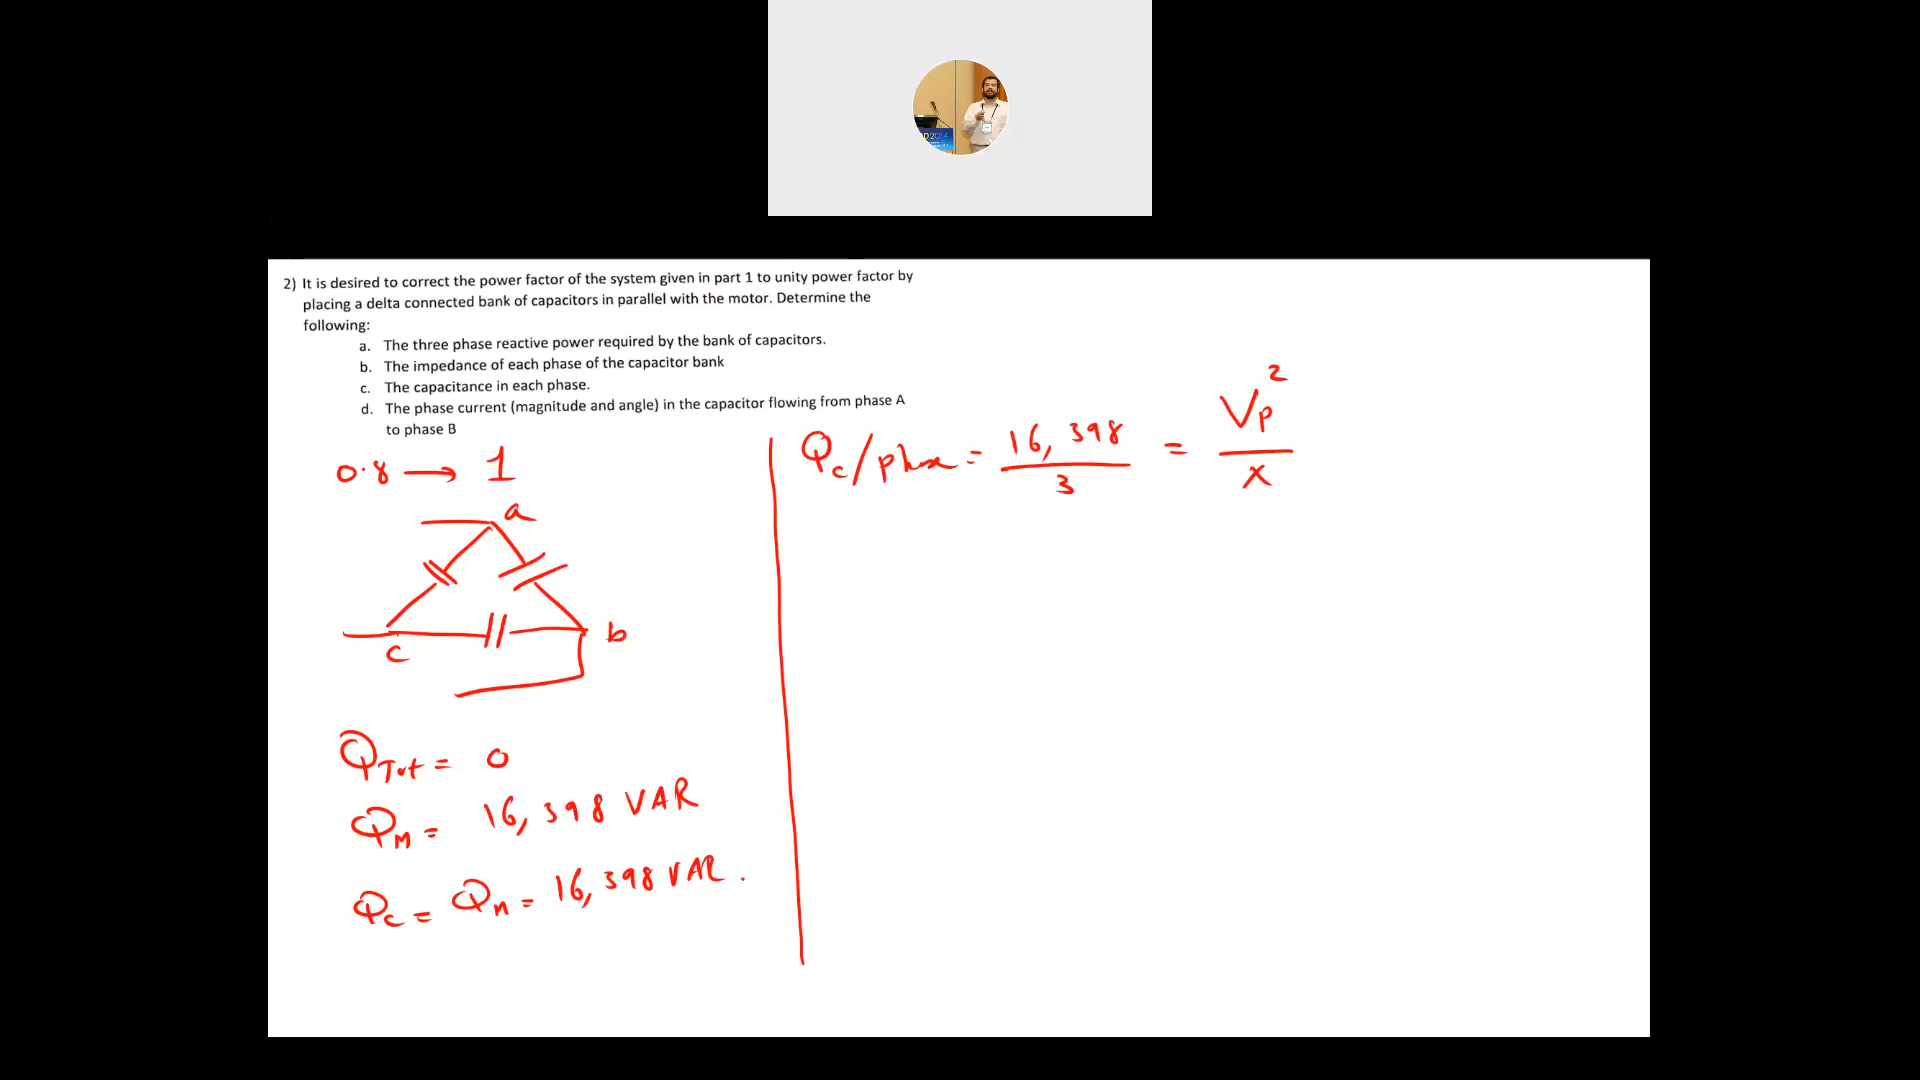 D2014
2) It is desired to correct the power factor of the system given in part 1 to unity power factor by
placing a delta connected bank of capacitors in parallel with the motor. Determine the
following:
a. The three phase reactive power required by the bank of capacitors.
b. The impedance of each phase of the capacitor bank
c. The capacitance in each phase.
d. The phase current (magnitude and angle) in the capacitor flowing from phase A
to phase B
0.8 → 1
a
b
c
Q_Tot = 0
Q_M = 16,398 VAR
Q_C = Q_M = 16,398 VAR.
Q_C/phase = 16,398 / 3 = V_P^2 / X